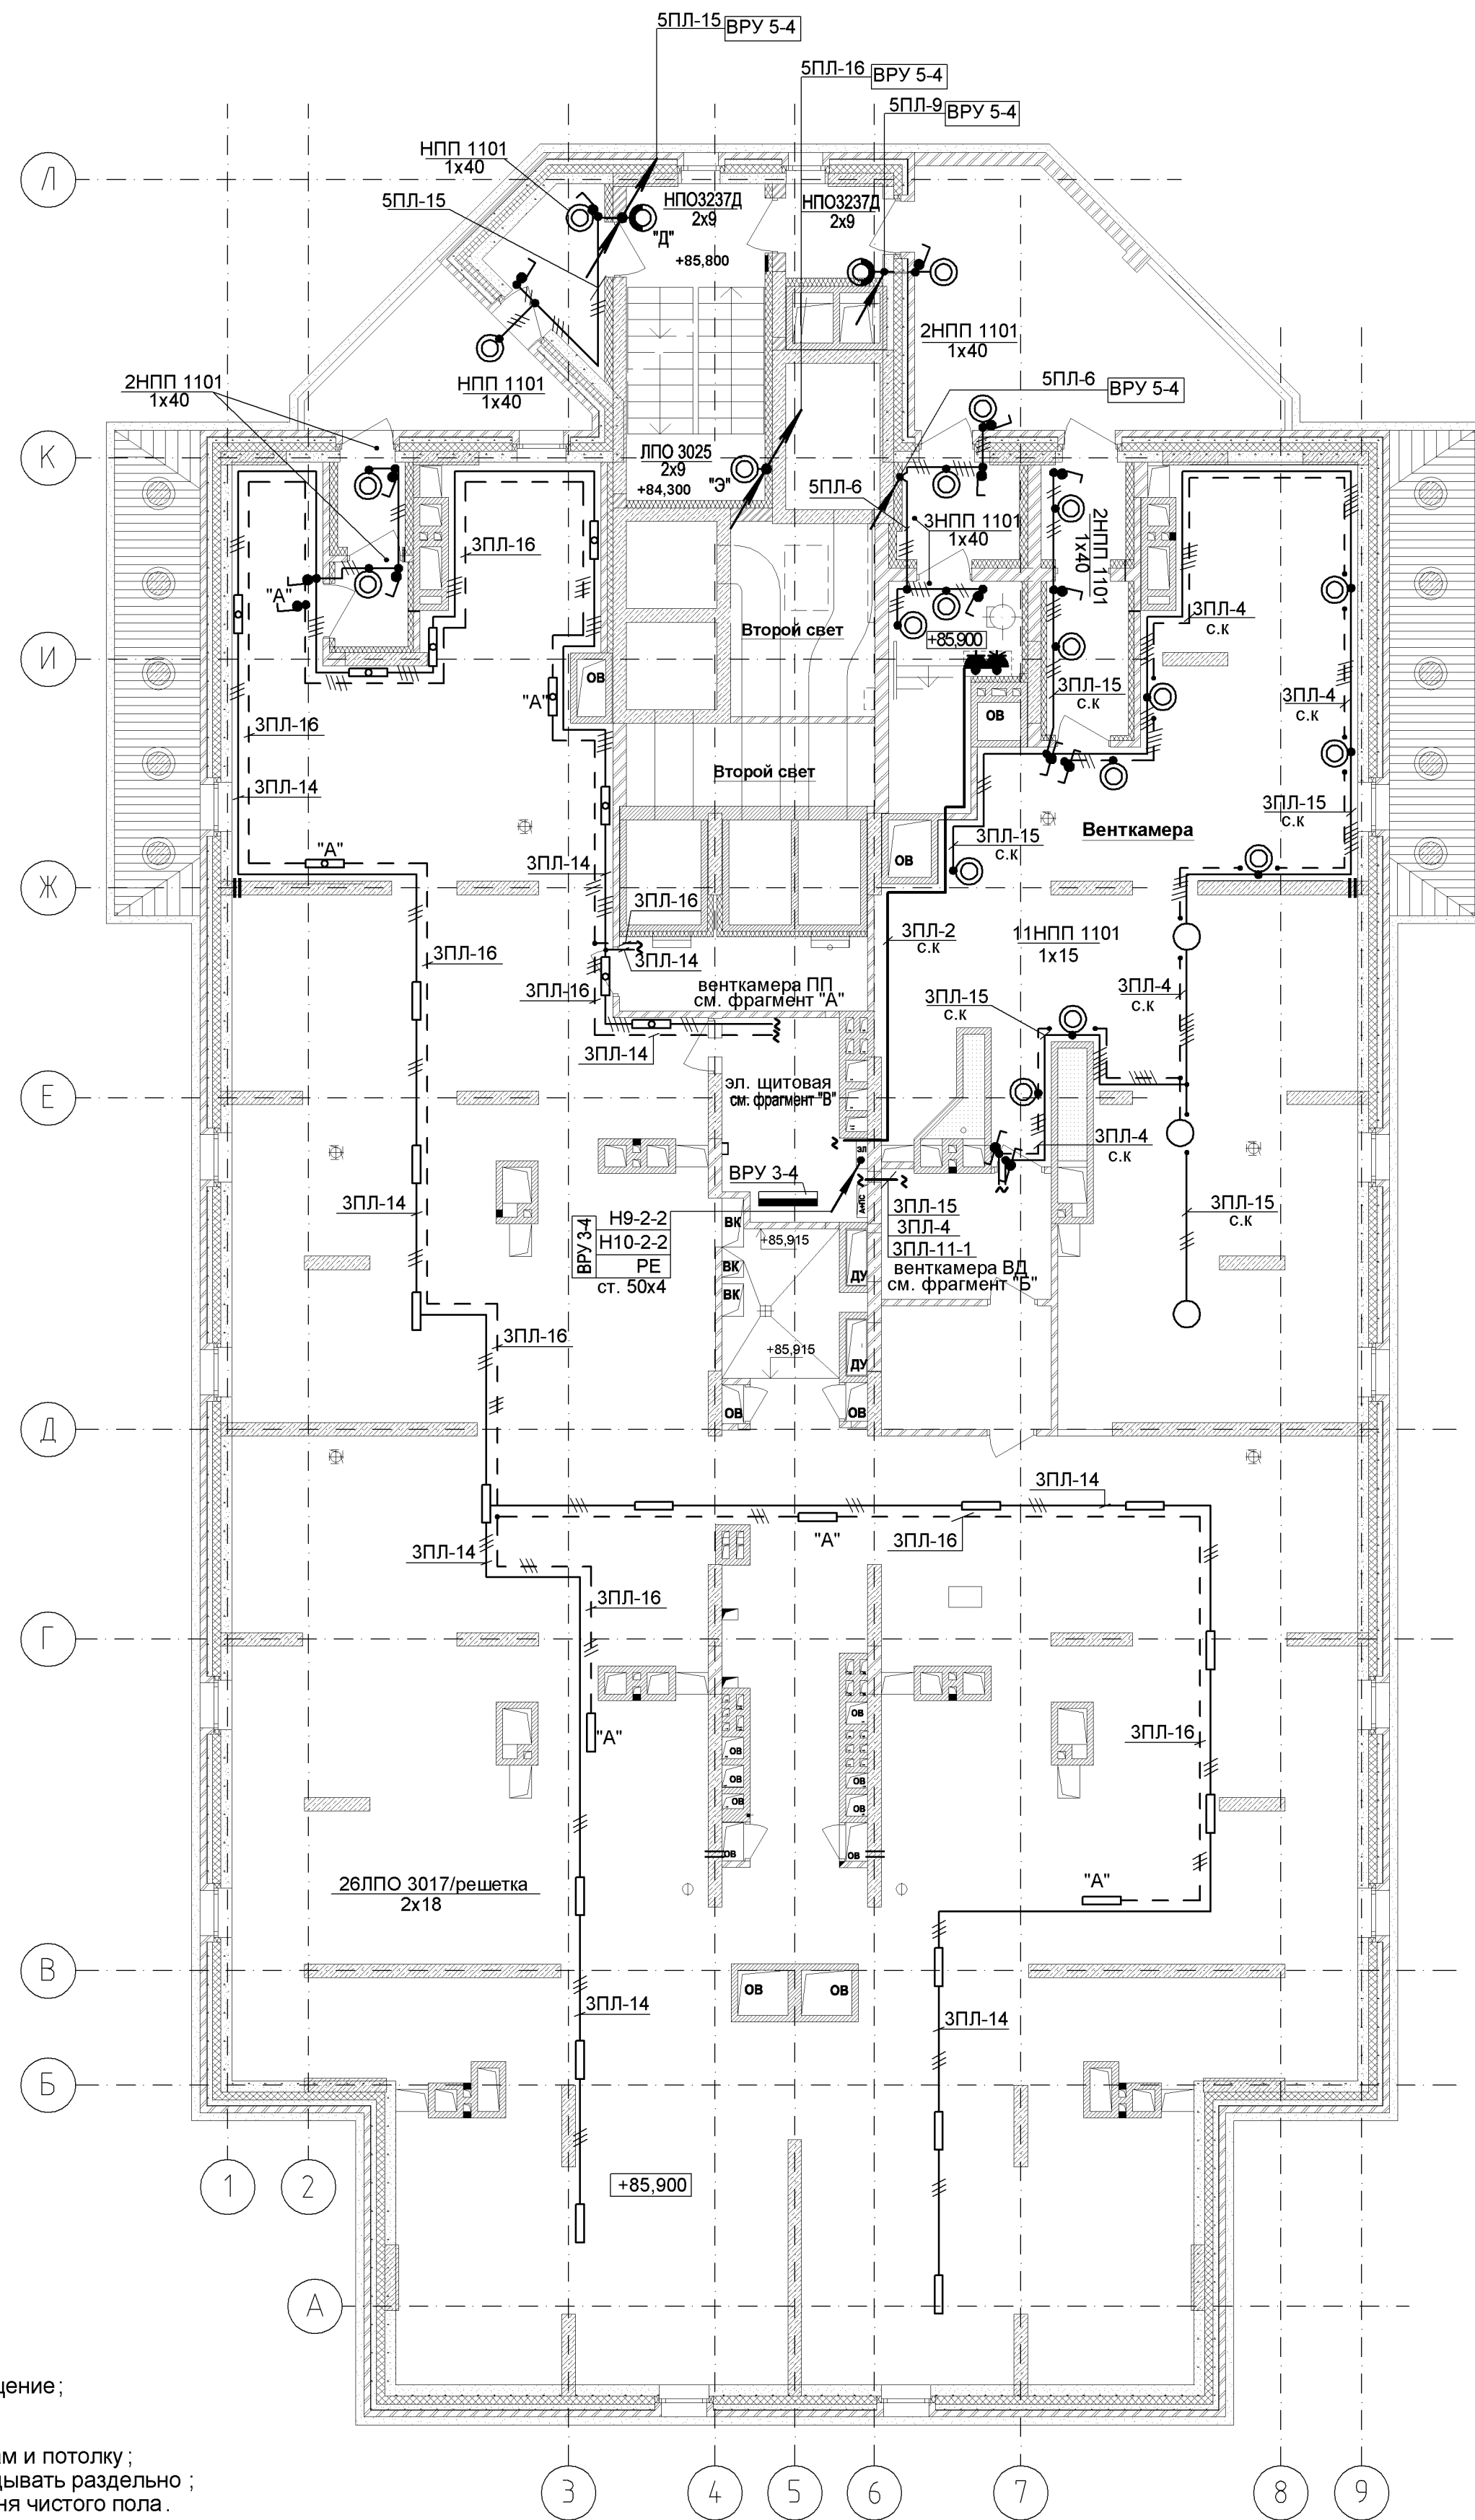 5ПЛ-15 ВРУ 5-4
5ПЛ-16 ВРУ 5-4
5ПЛ-9 ВРУ 5-4
НПП 1101
1х40
Л
5ПЛ-15
НПО3237Д
2х9
НПО3237Д
2х9
"Д"
+85,800
2НПП 1101
1х40
2НПП 1101
1х40
НПП 1101
1х40
5ПЛ-6 ВРУ 5-4
К
ЛПО 3025
2х9
+84,300
"Э"
5ПЛ-6
3НПП 1101
1х40
2НПП 1101
1х40
3ПЛ-16
"А"
3ПЛ-4
с.к
Второй свет
+85,900
И
ОВ
"А"
3ПЛ-15
с.к
3ПЛ-4
с.к
ОВ
3ПЛ-16
Второй свет
3ПЛ-14
3ПЛ-15
с.к
Венткамера
3ПЛ-15
с.к
"А"
3ПЛ-14
ОВ
Ж
3ПЛ-16
3ПЛ-2
с.к
11НПП 1101
1х15
3ПЛ-16
3ПЛ-14
3ПЛ-16
венткамера ПП
см. фрагмент "А"
3ПЛ-15
с.к
3ПЛ-4
с.к
3ПЛ-14
Е
эл. щитовая
см. фрагмент "В"
3ПЛ-4
с.к
ЭЛ
ВРУ 3-4
АпПС
3ПЛ-14
ВРУ 3-4
Н9-2-2
Н10-2-2
РЕ
ст. 50х4
ВК
ВК
ВК
+85,915
ДУ
3ПЛ-15
3ПЛ-4
3ПЛ-11-1
венткамера ВД
см. фрагмент "Б"
3ПЛ-15
с.к
3ПЛ-16
+85,915
ДУ
ОВ
ОВ
Д
3ПЛ-14
3ПЛ-14
"А"
3ПЛ-16
3ПЛ-16
Г
"А"
ОВ
ОВ
ОВ
ОВ
ОВ
ОВ
3ПЛ-16
ОВ
ОВ
26ЛПО 3017/решетка
2х18
"А"
В
ОВ
ОВ
3ПЛ-14
3ПЛ-14
Б
1
2
+85,900
А
щение;
ам и потолку;
дывать раздельно ;
ня чистого пола.
3
4
5
6
7
8
9